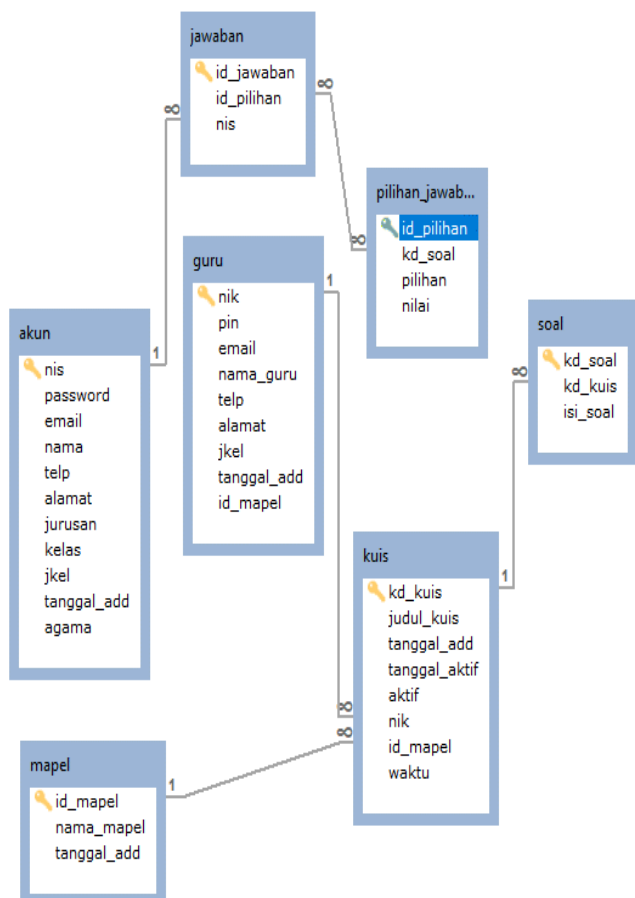 jawaban
id_jawaban
id_pilihan
nis
pilihan_jawab...
id_pilihan
kd_soal
pilihan
nilai
guru
nik
pin
email
nama_guru
telp
alamat
jkel
tanggal_add
id_mapel
soal
kd_soal
kd_kuis
isi_soal
akun
nis
password
email
nama
telp
alamat
jurusan
kelas
jkel
tanggal_add
agama
kuis
kd_kuis
judul_kuis
tanggal_add
tanggal_aktif
aktif
nik
id_mapel
waktu
mapel
id_mapel
nama_mapel
tanggal_add
∞
1
∞
∞
1
∞
1
∞
∞
1